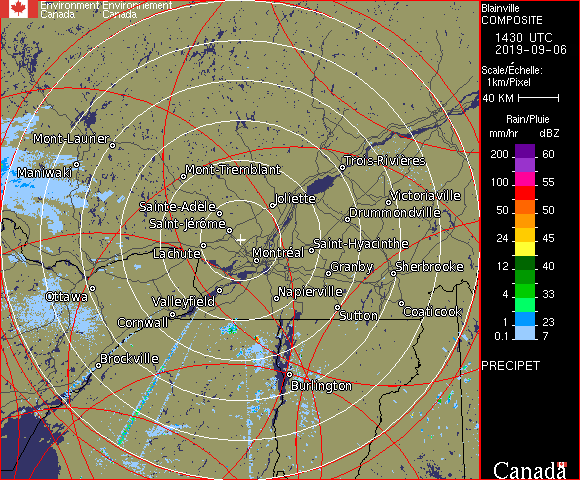 Environment Environnement
Canada Canada
Blainville
COMPOSITE
1430 UTC
2019-09-06
Scale/Échelle:
1km/Pixel
40 KM
Rain/Pluie
mm/hr dBZ
200 60
100 55
50 50
24 45
12 40
4 33
1 23
0.1 7
PRECIPET
Canada
Mont-Laurier
Maniwaki
Mont-Tremblant
Trois-Rivières
Joliette
Victoriaville
Sainte-Adèle
Drummondville
Saint-Jérôme
Lachute
Montréal
Saint-Hyacinthe
Granby
Sherbrooke
Ottawa
Valleyfield
Napierville
Cornwall
Sutton
Coaticook
Brockville
Burlington